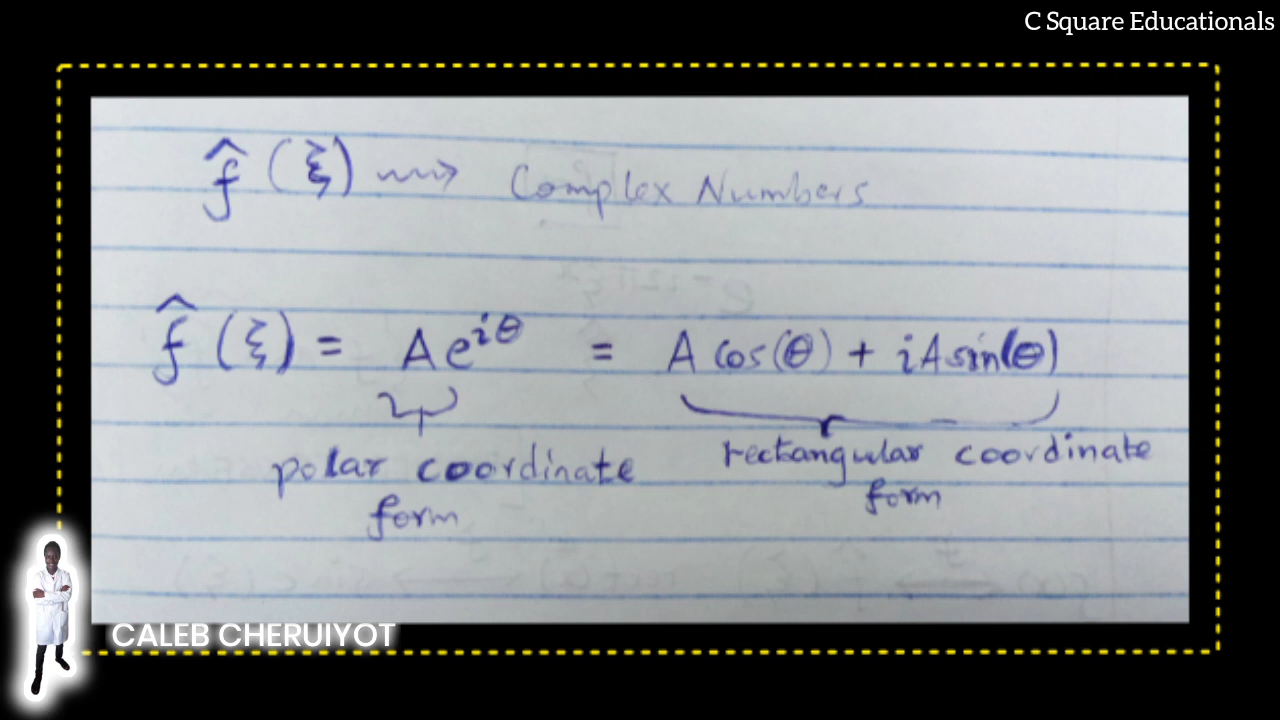 C Square Educationals
f̂ (ξ) ⇝ Complex Numbers
f̂ (ξ) = Ae^{iθ} = A cos(θ) + iA sin(θ)
polar coordinate
form
rectangular coordinate
form
CALEB CHERUIYOT